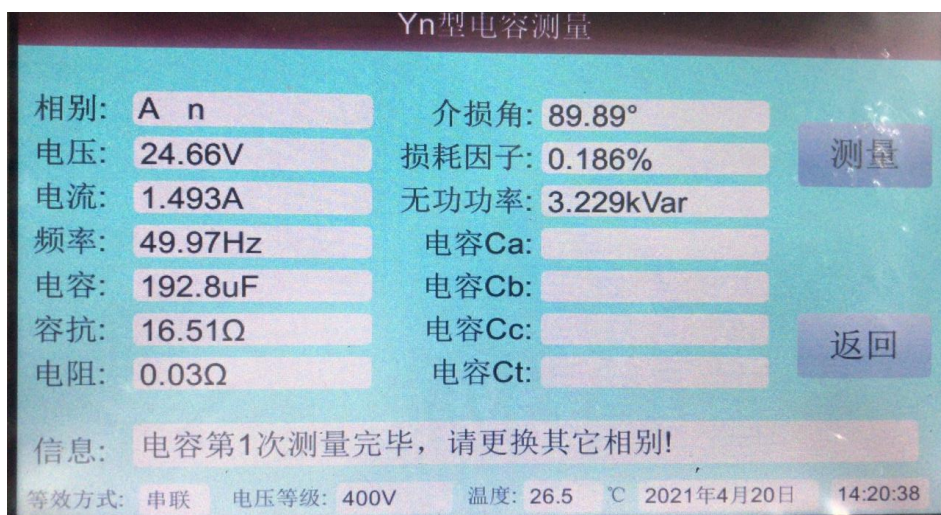 Yn型电容测量
相别: A n 介损角: 89.89°
电压: 24.66V 损耗因子: 0.186% 测量
电流: 1.493A 无功功率: 3.229kVar
频率: 49.97Hz 电容Ca:
电容: 192.8uF 电容Cb:
容抗: 16.51Ω 电容Cc: 返回
电阻: 0.03Ω 电容Ct:
信息: 电容第1次测量完毕，请更换其它相别!
等效方式: 串联 电压等级: 400V 温度: 26.5 ℃ 2021年4月20日 14:20:38